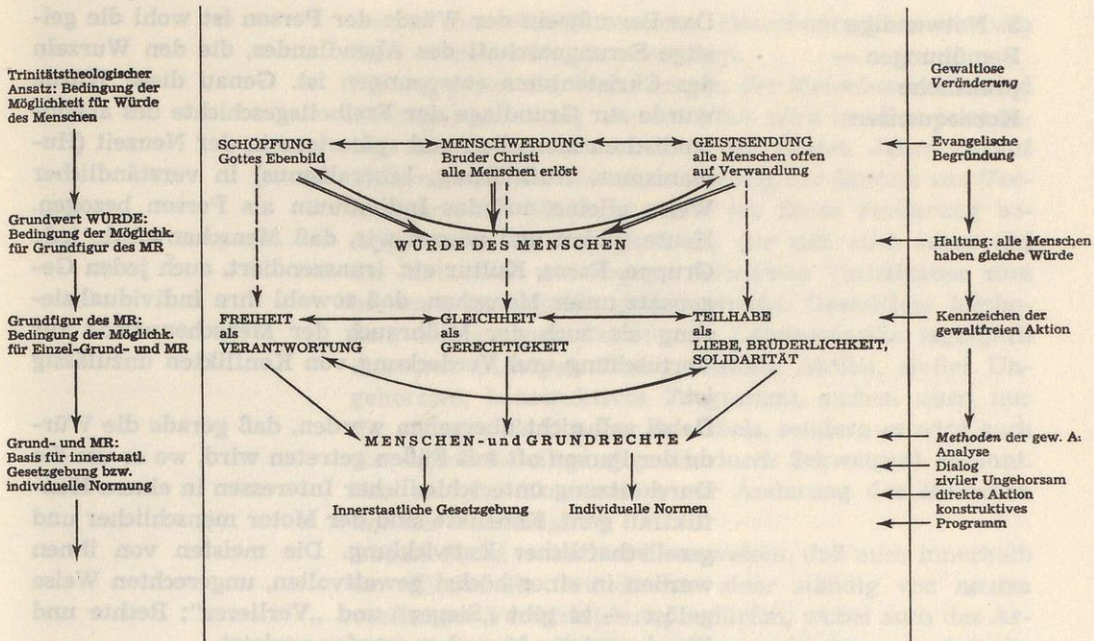 Trinitätstheologischer
Ansatz: Bedingung der
Möglichkeit für Würde
des Menschen
Grundwert WÜRDE:
Bedingung der Möglichk.
für Grundfigur des MR
Grundfigur des MR:
Bedingung der Möglichk.
für Einzel-Grund und MR
Grund- und MR:
Basis für innerstaatl.
Gesetzgebung bzw.
individuelle Normung
SCHÖPFUNG
Gottes Ebenbild
MENSCHWERDUNG
Bruder Christi
alle Menschen erlöst
GEISTSENDUNG
alle Menschen offen
auf Verwandlung
WÜRDE DES MENSCHEN
FREIHEIT
als
VERANTWORTUNG
GLEICHHEIT
als
GERECHTIGKEIT
TEILHABE
als
LIEBE, BRÜDERLICHKEIT,
SOLIDARITÄT
MENSCHEN- und GRUNDRECHTE
Innerstaatliche Gesetzgebung
Individuelle Normen
Gewaltlose
Veränderung
Evangelische
Begründung
Haltung: alle Menschen
haben gleiche Würde
Kennzeichen der
gewaltfreien Aktion
Methoden der gew. A:
Analyse
Dialog
ziviler Ungehorsam
direkte Aktion
konstruktives
Programm